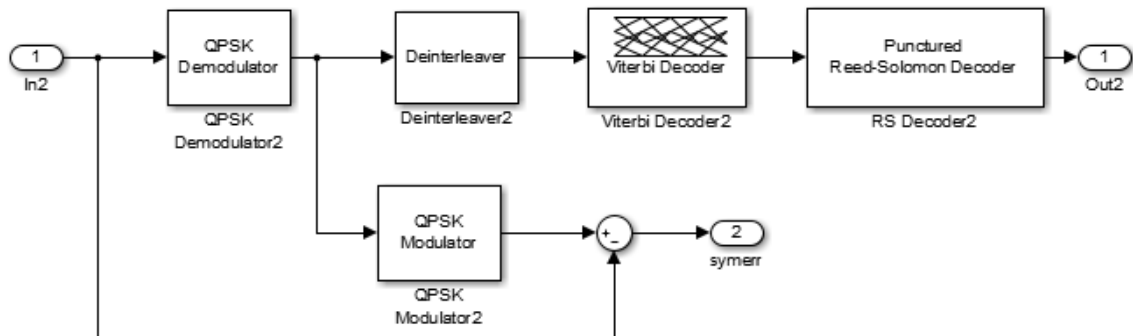 1
In2
QPSK
Demodulator
QPSK
Demodulator2
Deinterleaver
Deinterleaver2
Viterbi Decoder
Viterbi Decoder2
Punctured
Reed-Solomon Decoder
RS Decoder2
1
Out2
QPSK
Modulator
QPSK
Modulator2
+
−
2
symerr